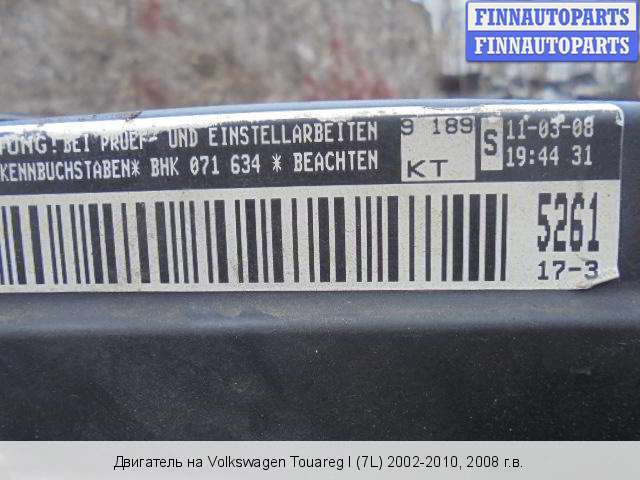 FINNAUTOPARTS
FINNAUTOPARTS
TUNG! BEI PRUEF- UND EINSTELLARBEITEN
KENNBUCHSTABEN* BHK 071 634 * BEACHTEN
9 189
KT
S
11-03-08
19:44 31
5261
17-3
Двигатель на Volkswagen Touareg I (7L) 2002-2010, 2008 г.в.